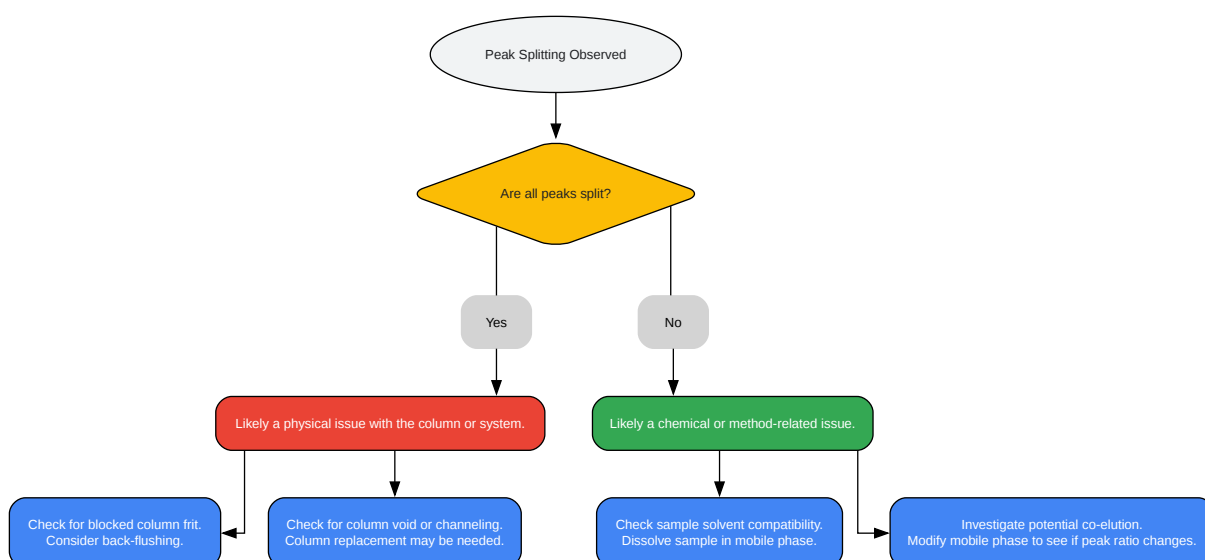 Peak Splitting Observed
Are all peaks split?
Yes
No
Likely a physical issue with the column or system.
Likely a chemical or method-related issue.
Check for blocked column frit.
Consider back-flushing.
Check for column void or channeling.
Column replacement may be needed.
Check sample solvent compatibility.
Dissolve sample in mobile phase.
Investigate potential co-elution.
Modify mobile phase to see if peak ratio changes.